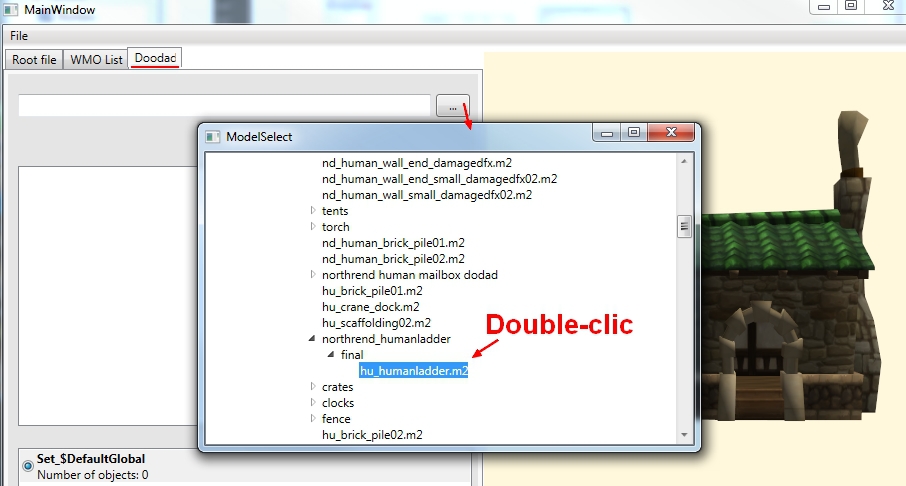 MainWindow
File
Root file
WMO List
Doodad
...
ModelSelect
nd_human_wall_end_damagedfx.m2
nd_human_wall_end_small_damagedfx02.m2
nd_human_wall_small_damagedfx02.m2
tents
torch
nd_human_brick_pile01.m2
nd_human_brick_pile02.m2
northrend human mailbox dodad
hu_brick_pile01.m2
hu_crane_dock.m2
hu_scaffolding02.m2
northrend_humanladder
final
hu_humanladder.m2
crates
clocks
fence
hu_brick_pile02.m2
Double-clic
Set_$DefaultGlobal
Number of objects: 0